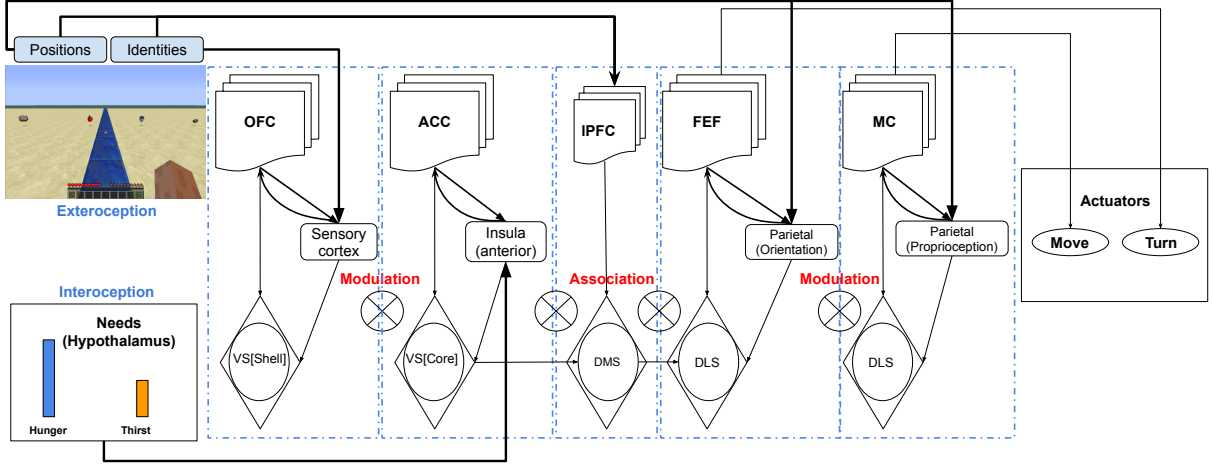 Positions
Identities
OFC
ACC
lPFC
FEF
MC
Exteroception
Sensory
cortex
Insula
(anterior)
Parietal
(Orientation)
Parietal
(Proprioception)
Actuators
Move
Turn
Modulation
Association
Modulation
Interoception
Needs
(Hypothalamus)
Hunger
Thirst
VS[Shell]
VS[Core]
DMS
DLS
DLS